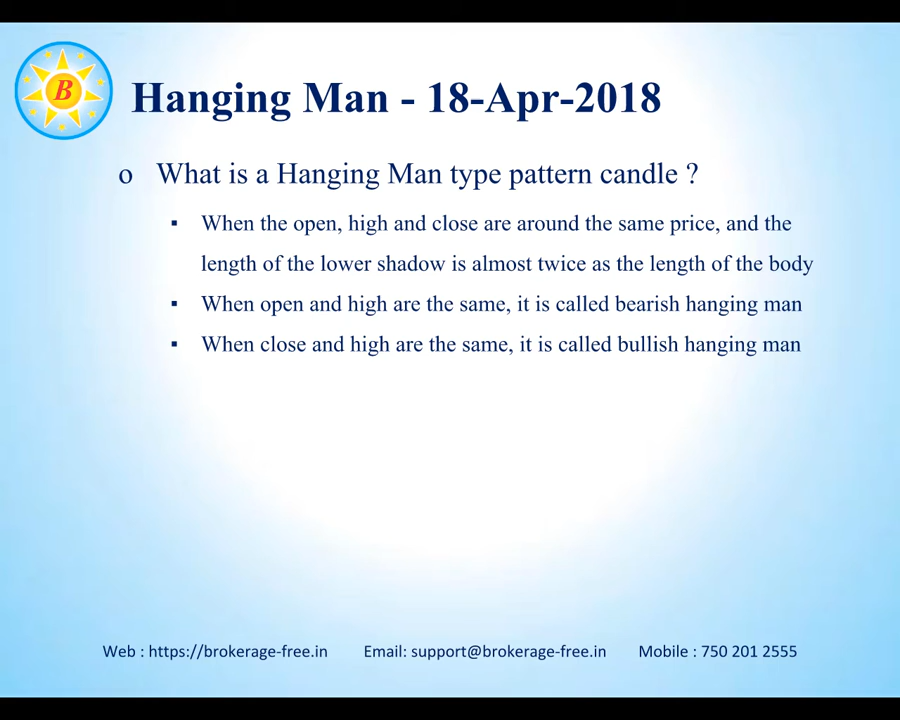 B
Hanging Man - 18-Apr-2018
o What is a Hanging Man type pattern candle ?
▪ When the open, high and close are around the same price, and the
length of the lower shadow is almost twice as the length of the body
▪ When open and high are the same, it is called bearish hanging man
▪ When close and high are the same, it is called bullish hanging man
Web : https://brokerage-free.in Email: support@brokerage-free.in Mobile : 750 201 2555